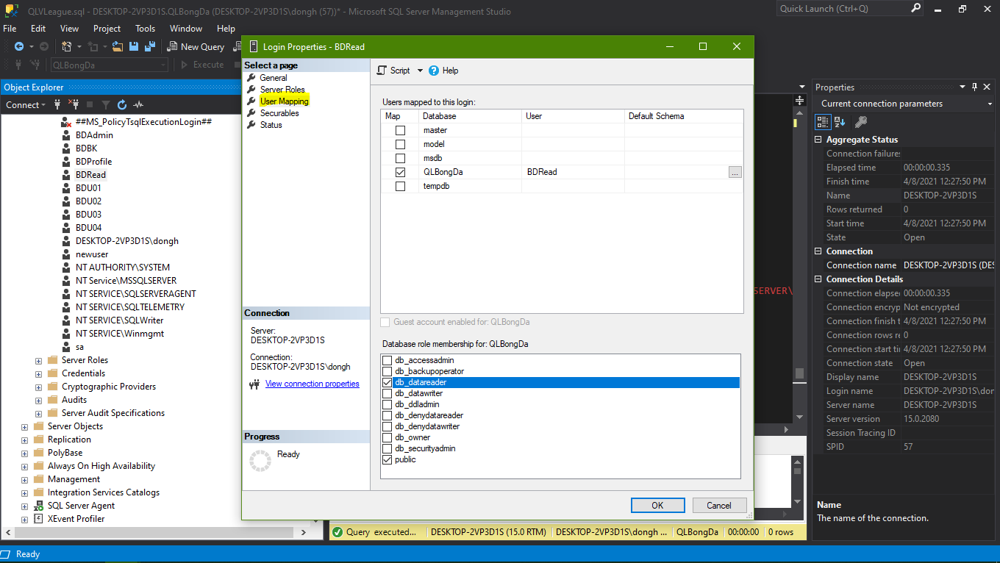 QLVLeague.sql - DESKTOP-2VP3D1S.QLBongDa (DESKTOP-2VP3D1S\dongh (57))* - Microsoft SQL Server Management Studio
Quick Launch (Ctrl+Q)
File Edit View Project Tools Window Help
New Query
QLBongDa
Execute
Object Explorer
Connect
##MS_PolicyTsqlExecutionLogin##
BDAdmin
BDBK
BDProfile
BDRead
BDU01
BDU02
BDU03
BDU04
DESKTOP-2VP3D1S\dongh
newuser
NT AUTHORITY\SYSTEM
NT Service\MSSQLSERVER
NT SERVICE\SQLSERVERAGENT
NT SERVICE\SQLTELEMETRY
NT SERVICE\SQLWriter
NT SERVICE\Winmgmt
sa
Server Roles
Credentials
Cryptographic Providers
Audits
Server Audit Specifications
Server Objects
Replication
PolyBase
Always On High Availability
Management
Integration Services Catalogs
SQL Server Agent
XEvent Profiler
Login Properties - BDRead
Select a page
General
Server Roles
User Mapping
Securables
Status
Connection
Server:
DESKTOP-2VP3D1S
Connection:
DESKTOP-2VP3D1S\dongh
View connection properties
Progress
Ready
Script Help
Users mapped to this login:
Map Database User Default Schema
master
model
msdb
QLBongDa BDRead ...
tempdb
Guest account enabled for: QLBongDa
Database role membership for: QLBongDa
db_accessadmin
db_backupoperator
db_datareader
db_datawriter
db_ddladmin
db_denydatareader
db_denydatawriter
db_owner
db_securityadmin
public
OK Cancel
SERVER\
Query executed... DESKTOP-2VP3D1S (15.0 RTM) DESKTOP-2VP3D1S\dongh ... QLBongDa 00:00:00 0 rows
Properties
Current connection parameters
Aggregate Status
Connection failures
Elapsed time 00:00:00.335
Finish time 4/8/2021 12:27:50 PM
Name DESKTOP-2VP3D1S
Rows returned 0
Start time 4/8/2021 12:27:50 PM
State Open
Connection
Connection name DESKTOP-2VP3D1S (DES
Connection Details
Connection elapse 00:00:00.335
Connection encryp Not encrypted
Connection finish t 4/8/2021 12:27:50 PM
Connection rows re 0
Connection start tir 4/8/2021 12:27:50 PM
Connection state Open
Display name DESKTOP-2VP3D1S
Login name DESKTOP-2VP3D1S\don
Server name DESKTOP-2VP3D1S
Server version 15.0.2080
Session Tracing ID
SPID 57
Name
The name of the connection.
Ready